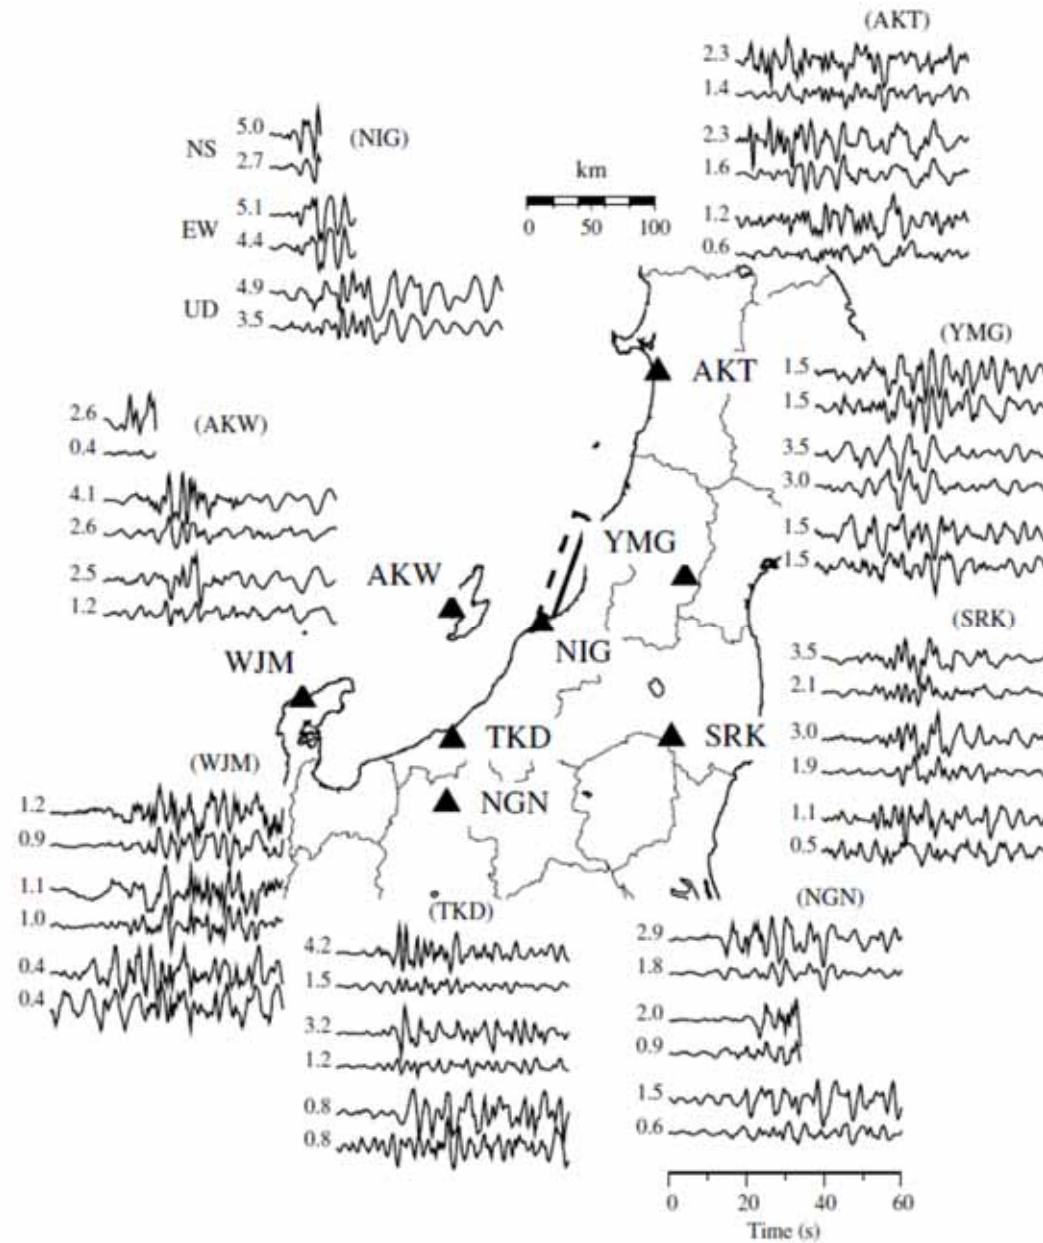 (AKT)
2.3
1.4
2.3
1.6
1.2
0.6
(NIG)
NS
5.0
2.7
EW
5.1
4.4
UD
4.9
3.5
km
0 50 100
AKT
(YMG)
1.5
1.5
3.5
3.0
1.5
1.5
(AKW)
2.6
0.4
4.1
2.6
2.5
1.2
YMG
AKW
NIG
WJM
TKD
SRK
NGN
(SRK)
3.5
2.1
3.0
1.9
1.1
0.5
(WJM)
1.2
0.9
1.1
1.0
0.4
0.4
(TKD)
4.2
1.5
3.2
1.2
0.8
0.8
(NGN)
2.9
1.8
2.0
0.9
1.5
0.6
0 20 40 60
Time (s)